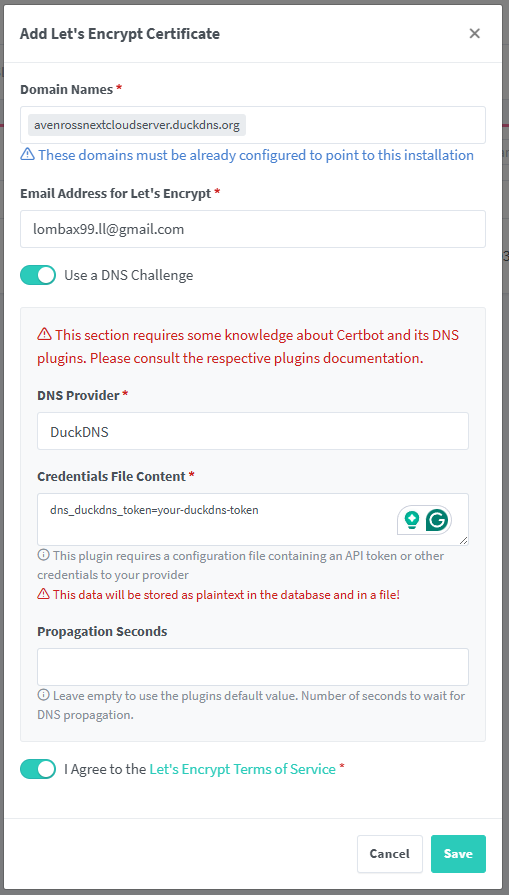 Add Let's Encrypt Certificate
Domain Names *
avenrossnextcloudserver.duckdns.org
These domains must be already configured to point to this installation
Email Address for Let's Encrypt *
lombax99.ll@gmail.com
Use a DNS Challenge
This section requires some knowledge about Certbot and its DNS
plugins. Please consult the respective plugins documentation.
DNS Provider *
DuckDNS
Credentials File Content *
dns_duckdns_token=your-duckdns-token
This plugin requires a configuration file containing an API token or other
credentials to your provider
This data will be stored as plaintext in the database and in a file!
Propagation Seconds
Leave empty to use the plugins default value. Number of seconds to wait for
DNS propagation.
I Agree to the Let's Encrypt Terms of Service *
Cancel
Save